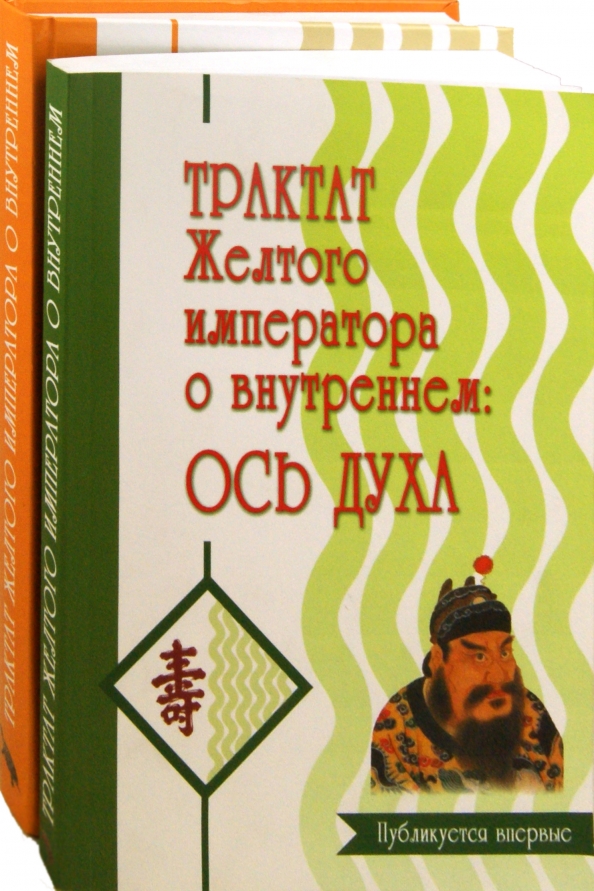 ТРАКТАТ
Желтого
императора
о внутреннем:
ОСЬ ДУХА
壽
Публикуется впервые
ТРАКТАТ ЖЕЛТОГО ИМПЕРАТОРА О ВНУТРЕННЕМ
ТРАКТАТ ЖЕЛТОГО ИМПЕРАТОРА О ВНУТРЕННЕМ